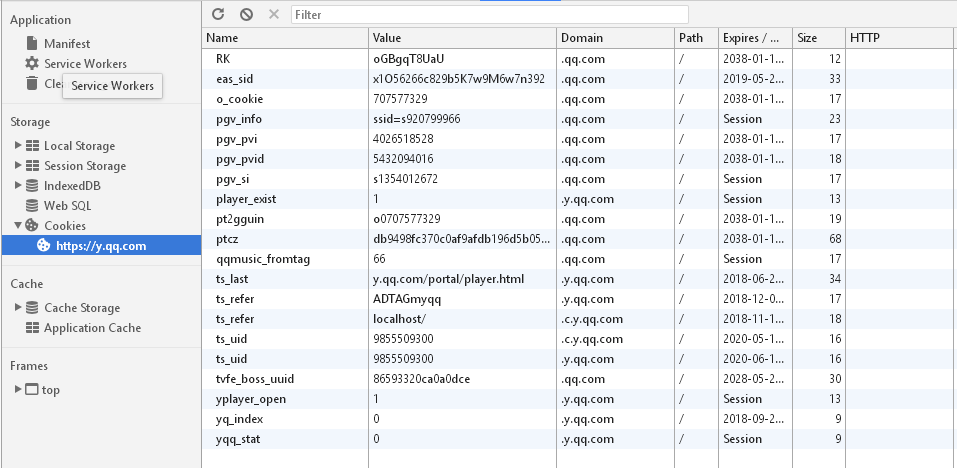 Application
Manifest
Service Workers
Clea
Service Workers
Storage
Local Storage
Session Storage
IndexedDB
Web SQL
Cookies
https://y.qq.com
Cache
Cache Storage
Application Cache
Frames
top
Filter
Name Value Domain Path Expires / ... Size HTTP
RK oGBgqT8UaU .qq.com / 2038-01-1... 12
eas_sid x1O56266c829b5K7w9M6w7n392 .qq.com / 2019-05-2... 33
o_cookie 707577329 .qq.com / 2038-01-1... 17
pgv_info ssid=s920799966 .qq.com / Session 23
pgv_pvi 4026518528 .qq.com / 2038-01-1... 17
pgv_pvid 5432094016 .qq.com / 2038-01-1... 18
pgv_si s1354012672 .qq.com / Session 17
player_exist 1 .y.qq.com / Session 13
pt2gguin o0707577329 .qq.com / 2038-01-1... 19
ptcz db9498fc370c0af9afdb196d5b05... .qq.com / 2038-01-1... 68
qqmusic_fromtag 66 .qq.com / Session 17
ts_last y.qq.com/portal/player.html .y.qq.com / 2018-06-2... 34
ts_refer ADTAGmyqq .y.qq.com / 2018-12-0... 17
ts_refer localhost/ .c.y.qq.com / 2018-11-1... 18
ts_uid 9855509300 .c.y.qq.com / 2020-05-1... 16
ts_uid 9855509300 .y.qq.com / 2020-06-1... 16
tvfe_boss_uuid 86593320ca0a0dce .qq.com / 2028-05-2... 30
yplayer_open 1 .y.qq.com / Session 13
yq_index 0 .y.qq.com / 2018-09-2... 9
yqq_stat 0 .y.qq.com / Session 9